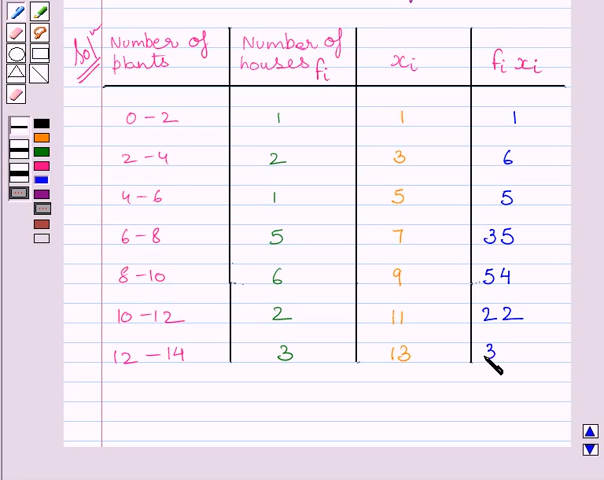 Solⁿ
Number of plants | Number of houses fi | xi | fi xi
0 - 2 | 1 | 1 | 1
2 - 4 | 2 | 3 | 6
4 - 6 | 1 | 5 | 5
6 - 8 | 5 | 7 | 35
8 - 10 | 6 | 9 | 54
10 - 12 | 2 | 11 | 22
12 - 14 | 3 | 13 | 3